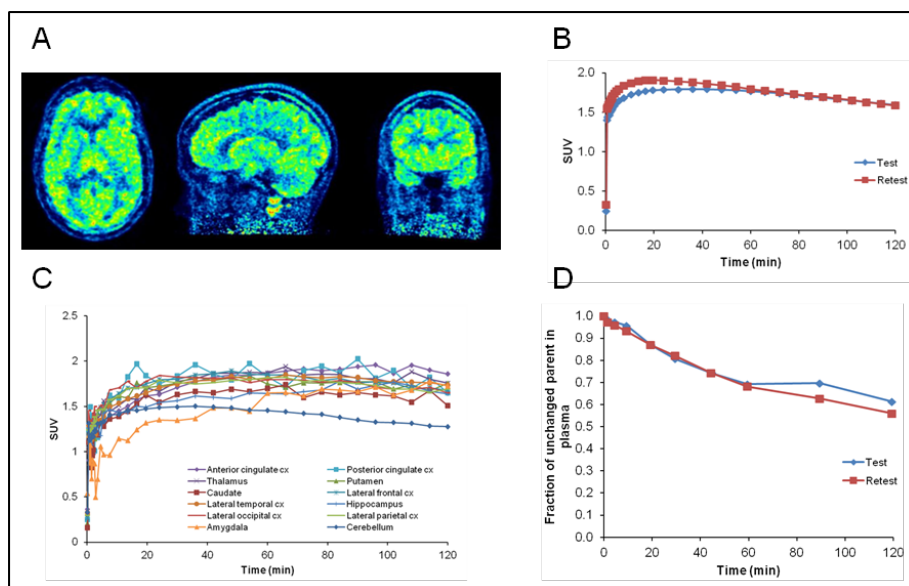 A
B
2.0
1.5
1.0
0.5
0.0
SUV
Test
Retest
0 20 40 60 80 100 120
Time (min)
C
2.5
2
1.5
1
0.5
0
SUV
Anterior cingulate cx Posterior cingulate cx
Thalamus Putamen
Caudate Lateral frontal cx
Lateral temporal cx Hippocampus
Lateral occipital cx Lateral parietal cx
Amygdala Cerebellum
0 20 40 60 80 100 120
Time (min)
D
1.0
0.9
0.8
0.7
0.6
0.5
0.4
0.3
0.2
0.1
0.0
Fraction of unchanged parent in
plasma
Test
Retest
0 20 40 60 80 100 120
Time (min)